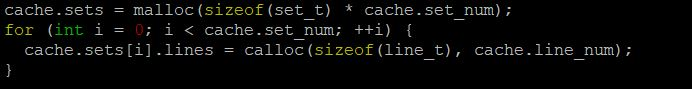 cache.sets = malloc(sizeof(set_t) * cache.set_num);
for (int i = 0; i < cache.set_num; ++i) {
  cache.sets[i].lines = calloc(sizeof(line_t), cache.line_num);
}